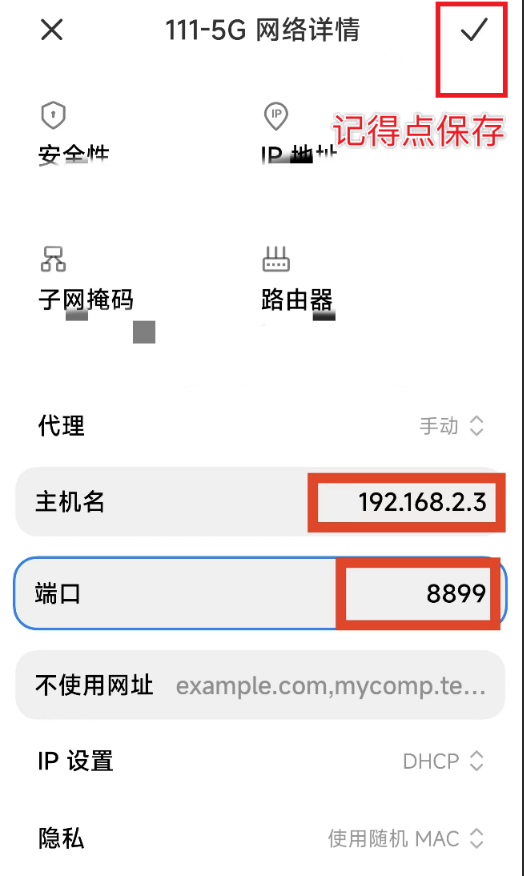 111-5G 网络详情
记得点保存
安全性
IP 地址
子网掩码
路由器
代理 手动
主机名 192.168.2.3
端口 8899
不使用网址 example.com,mycomp.te...
IP 设置 DHCP
隐私 使用随机 MAC